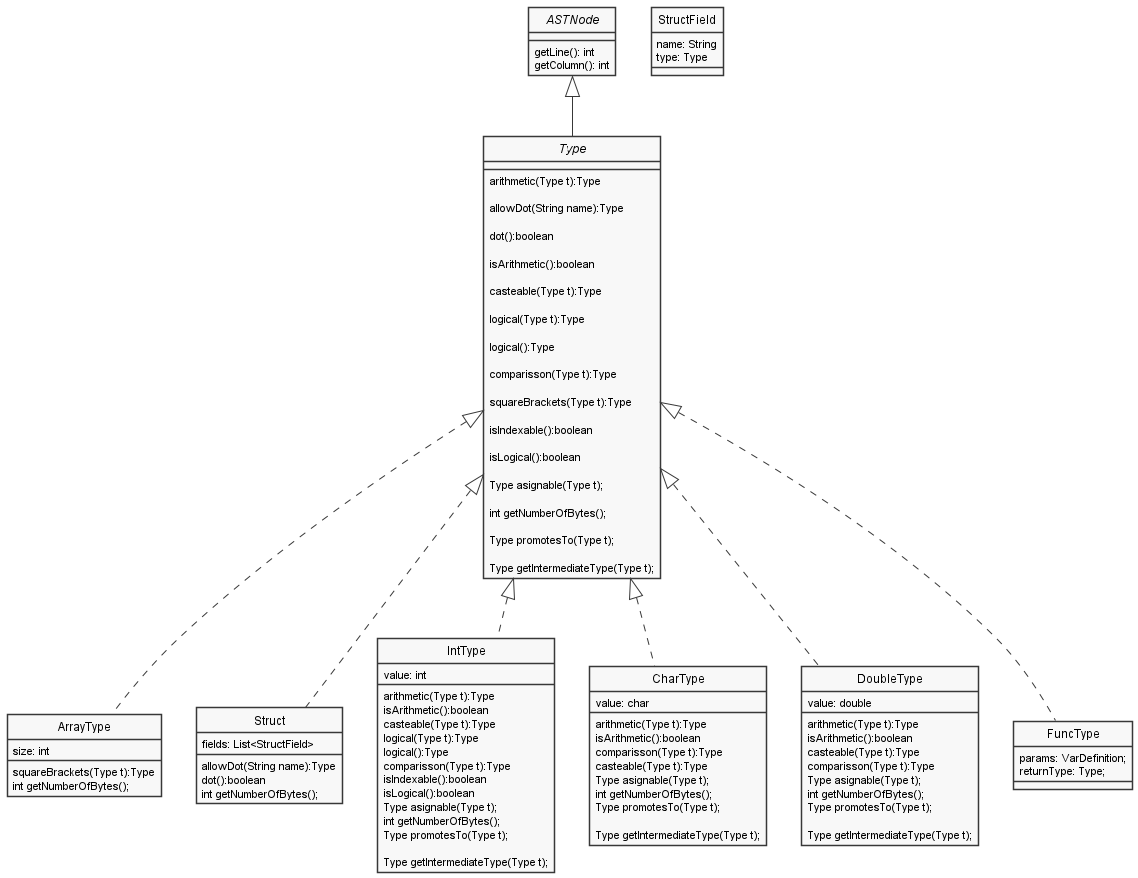 ASTNode
getLine(): int
getColumn(): int
StructField
name: String
type: Type
Type
arithmetic(Type t):Type
allowDot(String name):Type
dot():boolean
isArithmetic():boolean
casteable(Type t):Type
logical(Type t):Type
logical():Type
comparisson(Type t):Type
squareBrackets(Type t):Type
isIndexable():boolean
isLogical():boolean
Type asignable(Type t);
int getNumberOfBytes();
Type promotesTo(Type t);
Type getIntermediateType(Type t);
ArrayType
size: int
squareBrackets(Type t):Type
int getNumberOfBytes();
Struct
fields: List<StructField>
allowDot(String name):Type
dot():boolean
int getNumberOfBytes();
IntType
value: int
arithmetic(Type t):Type
isArithmetic():boolean
casteable(Type t):Type
logical(Type t):Type
logical():Type
comparisson(Type t):Type
isIndexable():boolean
isLogical():boolean
Type asignable(Type t);
int getNumberOfBytes();
Type promotesTo(Type t);
Type getIntermediateType(Type t);
CharType
value: char
arithmetic(Type t):Type
isArithmetic():boolean
comparisson(Type t):Type
casteable(Type t):Type
Type asignable(Type t);
int getNumberOfBytes();
Type promotesTo(Type t);
Type getIntermediateType(Type t);
DoubleType
value: double
arithmetic(Type t):Type
isArithmetic():boolean
casteable(Type t):Type
comparisson(Type t):Type
Type asignable(Type t);
int getNumberOfBytes();
Type promotesTo(Type t);
Type getIntermediateType(Type t);
FuncType
params: VarDefinition;
returnType: Type;